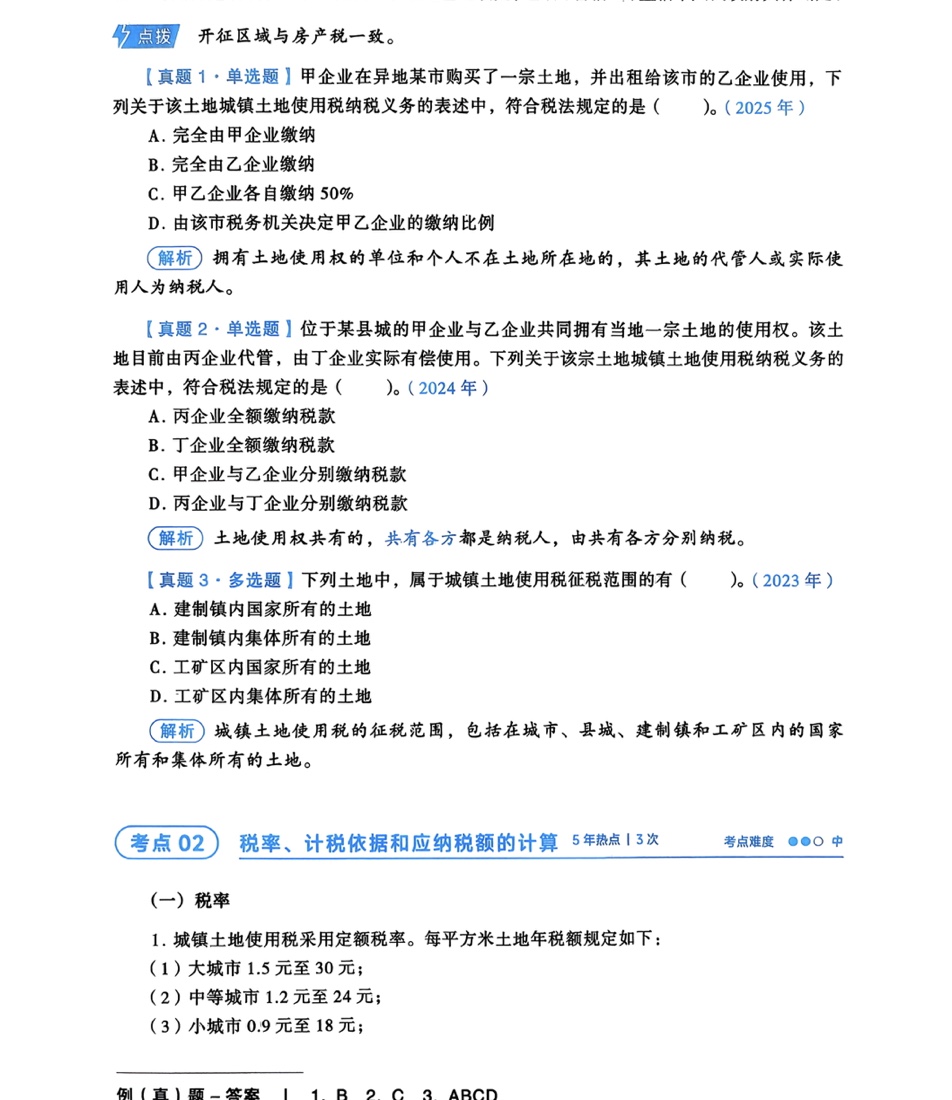 点拨 开征区域与房产税一致。
【真题1·单选题】甲企业在异地某市购买了一宗土地，并出租给该市的乙企业使用，下
列关于该土地城镇土地使用税纳税义务的表述中，符合税法规定的是（　　）。（2025年）
A. 完全由甲企业缴纳
B. 完全由乙企业缴纳
C. 甲乙企业各自缴纳50%
D. 由该市税务机关决定甲乙企业的缴纳比例
解析 拥有土地使用权的单位和个人不在土地所在地的，其土地的代管人或实际使
用人为纳税人。
【真题2·单选题】位于某县城的甲企业与乙企业共同拥有当地一宗土地的使用权。该土
地目前由丙企业代管，由丁企业实际有偿使用。下列关于该宗土地城镇土地使用税纳税义务的
表述中，符合税法规定的是（　　）。（2024年）
A. 丙企业全额缴纳税款
B. 丁企业全额缴纳税款
C. 甲企业与乙企业分别缴纳税款
D. 丙企业与丁企业分别缴纳税款
解析 土地使用权共有的，共有各方都是纳税人，由共有各方分别纳税。
【真题3·多选题】下列土地中，属于城镇土地使用税征税范围的有（　　）。（2023年）
A. 建制镇内国家所有的土地
B. 建制镇内集体所有的土地
C. 工矿区内国家所有的土地
D. 工矿区内集体所有的土地
解析 城镇土地使用税的征税范围，包括在城市、县城、建制镇和工矿区内的国家
所有和集体所有的土地。
考点02 税率、计税依据和应纳税额的计算 5年热点 | 3次 考点难度 中
（一）税率
1. 城镇土地使用税采用定额税率。每平方米土地年税额规定如下：
（1）大城市1.5元至30元；
（2）中等城市1.2元至24元；
（3）小城市0.9元至18元；
例（真）题–答案 | 1. B 2. C 3. ABCD